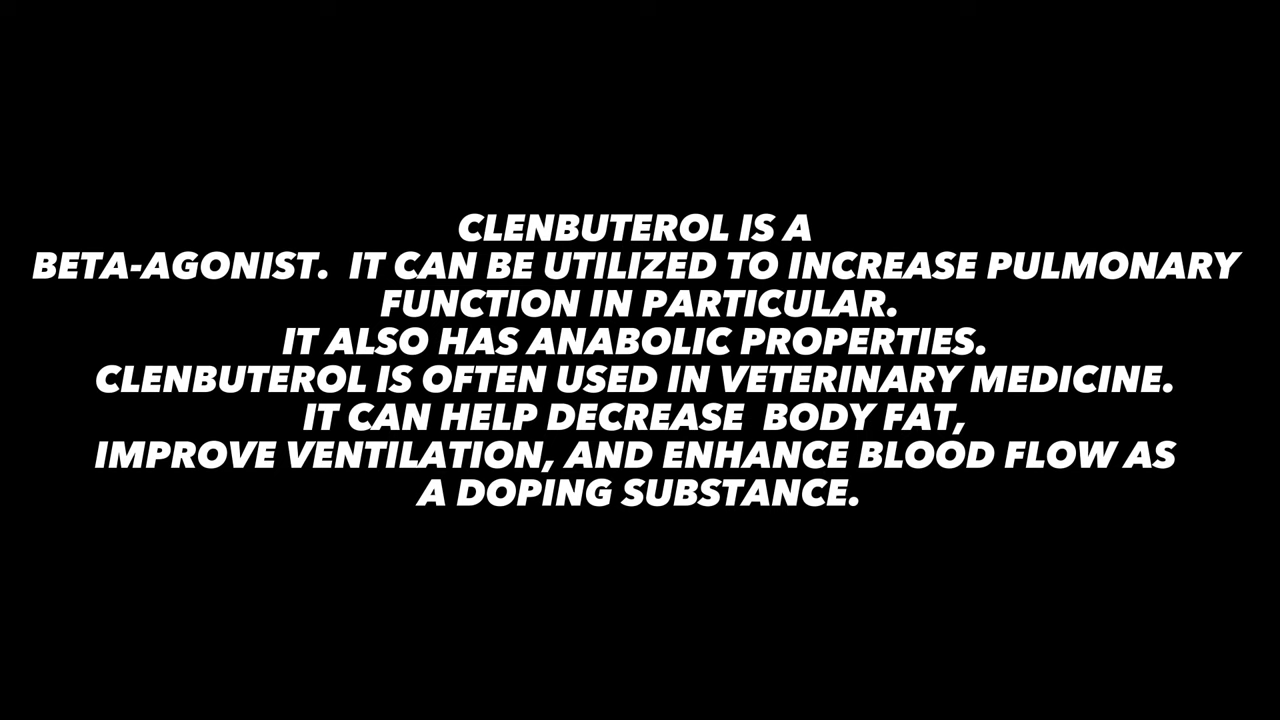 CLENBUTEROL IS A
BETA-AGONIST.  IT CAN BE UTILIZED TO INCREASE PULMONARY
FUNCTION IN PARTICULAR.
IT ALSO HAS ANABOLIC PROPERTIES.
CLENBUTEROL IS OFTEN USED IN VETERINARY MEDICINE.
IT CAN HELP DECREASE  BODY FAT,
IMPROVE VENTILATION, AND ENHANCE BLOOD FLOW AS
A DOPING SUBSTANCE.